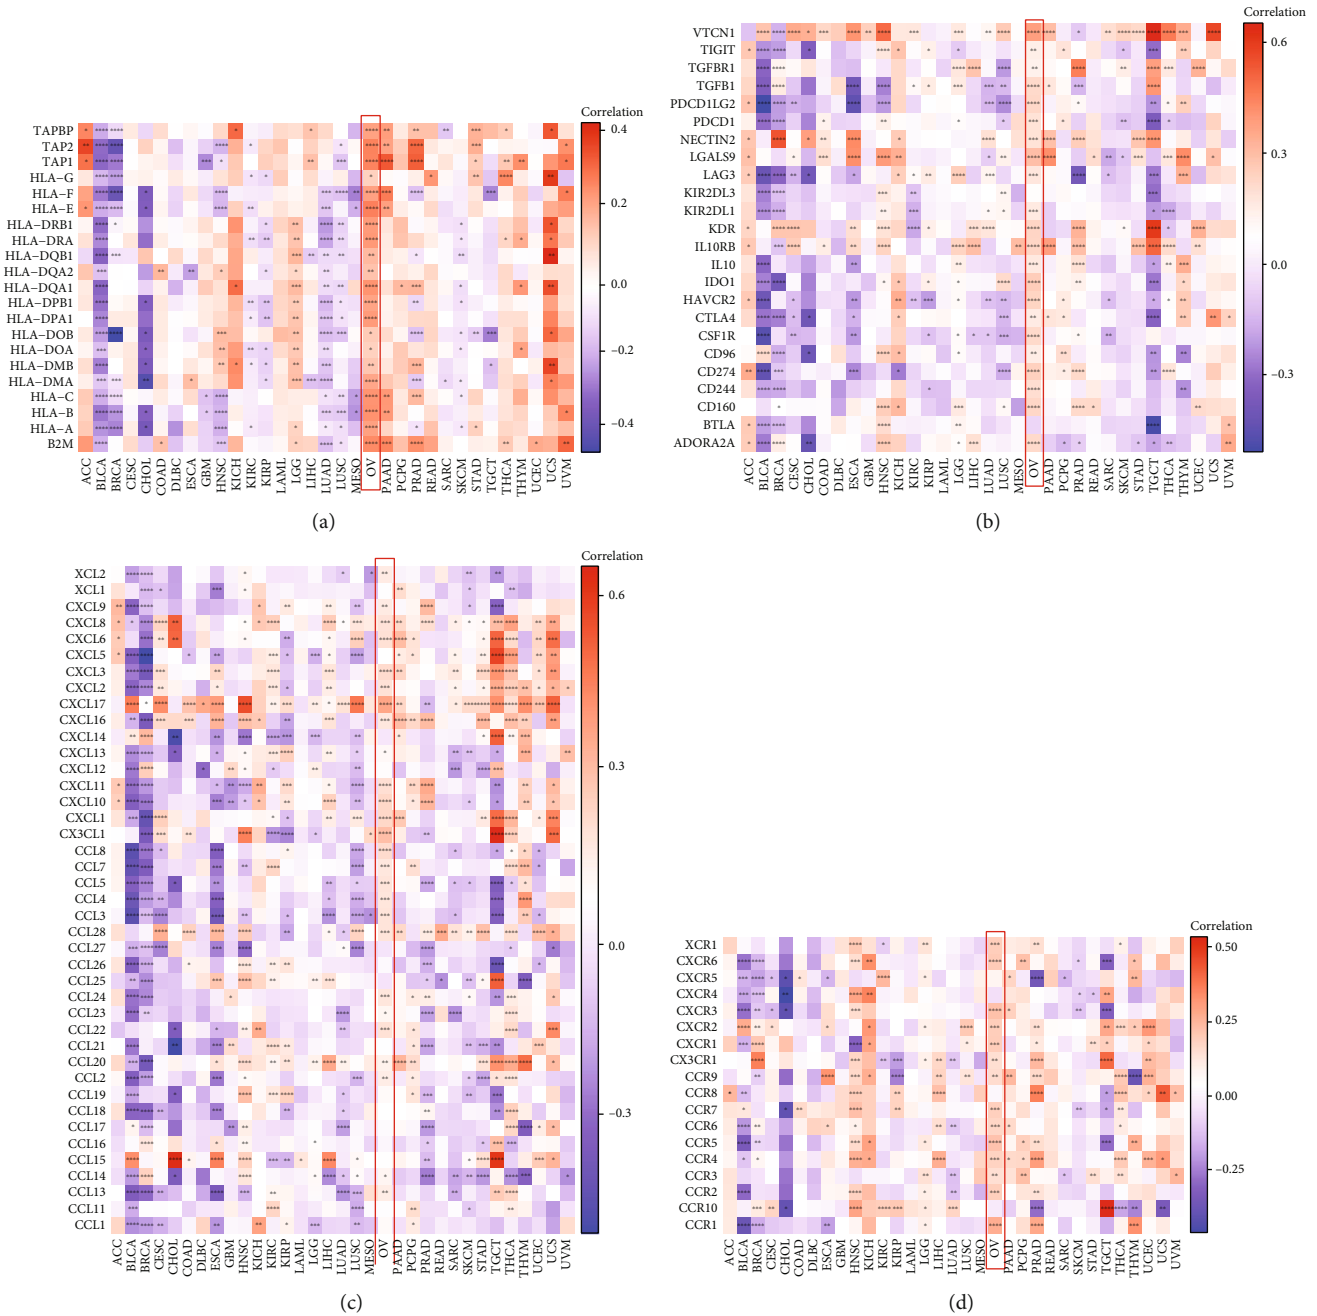 Correlation
TAPBP
TAP2
TAP1
HLA-G
HLA-F
HLA-E
HLA-DRB1
HLA-DRA
HLA-DQB1
HLA-DQA2
HLA-DQA1
HLA-DPB1
HLA-DPA1
HLA-DOB
HLA-DOA
HLA-DMB
HLA-DMA
HLA-C
HLA-B
HLA-A
B2M
0.4
0.2
0.0
−0.2
−0.4
ACC BLCA BRCA CESC CHOL COAD DLBC ESCA GBM HNSC KICH KIRC KIRP LAML LGG LIHC LUAD LUSC MESO OV PAAD PCPG PRAD READ SARC SKCM STAD TGCT THCA THYM UCEC UCS UVM
(a)
Correlation
VTCN1
TIGIT
TGFBR1
TGFB1
PDCD1LG2
PDCD1
NECTIN2
LGALS9
LAG3
KIR2DL3
KIR2DL1
KDR
IL10RB
IL10
IDO1
HAVCR2
CTLA4
CSF1R
CD96
CD274
CD244
CD160
BTLA
ADORA2A
0.6
0.3
0.0
−0.3
ACC BLCA BRCA CESC CHOL COAD DLBC ESCA GBM HNSC KICH KIRC KIRP LAML LGG LIHC LUAD LUSC MESO OV PAAD PCPG PRAD READ SARC SKCM STAD TGCT THCA THYM UCEC UCS UVM
(b)
Correlation
XCL2
XCL1
CXCL9
CXCL8
CXCL6
CXCL5
CXCL3
CXCL2
CXCL17
CXCL16
CXCL14
CXCL13
CXCL12
CXCL11
CXCL10
CXCL1
CX3CL1
CCL8
CCL7
CCL5
CCL4
CCL3
CCL28
CCL27
CCL26
CCL25
CCL24
CCL23
CCL22
CCL21
CCL20
CCL2
CCL19
CCL18
CCL17
CCL16
CCL15
CCL14
CCL13
CCL11
CCL1
0.6
0.3
0.0
−0.3
ACC BLCA BRCA CESC CHOL COAD DLBC ESCA GBM HNSC KICH KIRC KIRP LAML LGG LIHC LUAD LUSC MESO OV PAAD PCPG PRAD READ SARC SKCM STAD TGCT THCA THYM UCEC UCS UVM
(c)
Correlation
XCR1
CXCR6
CXCR5
CXCR4
CXCR3
CXCR2
CXCR1
CX3CR1
CCR9
CCR8
CCR7
CCR6
CCR5
CCR4
CCR3
CCR2
CCR10
CCR1
0.50
0.25
0.00
−0.25
ACC BLCA BRCA CESC CHOL COAD DLBC ESCA GBM HNSC KICH KIRC KIRP LAML LGG LIHC LUAD LUSC MESO OV PAAD PCPG PRAD READ SARC SKCM STAD TGCT THCA THYM UCEC UCS UVM
(d)